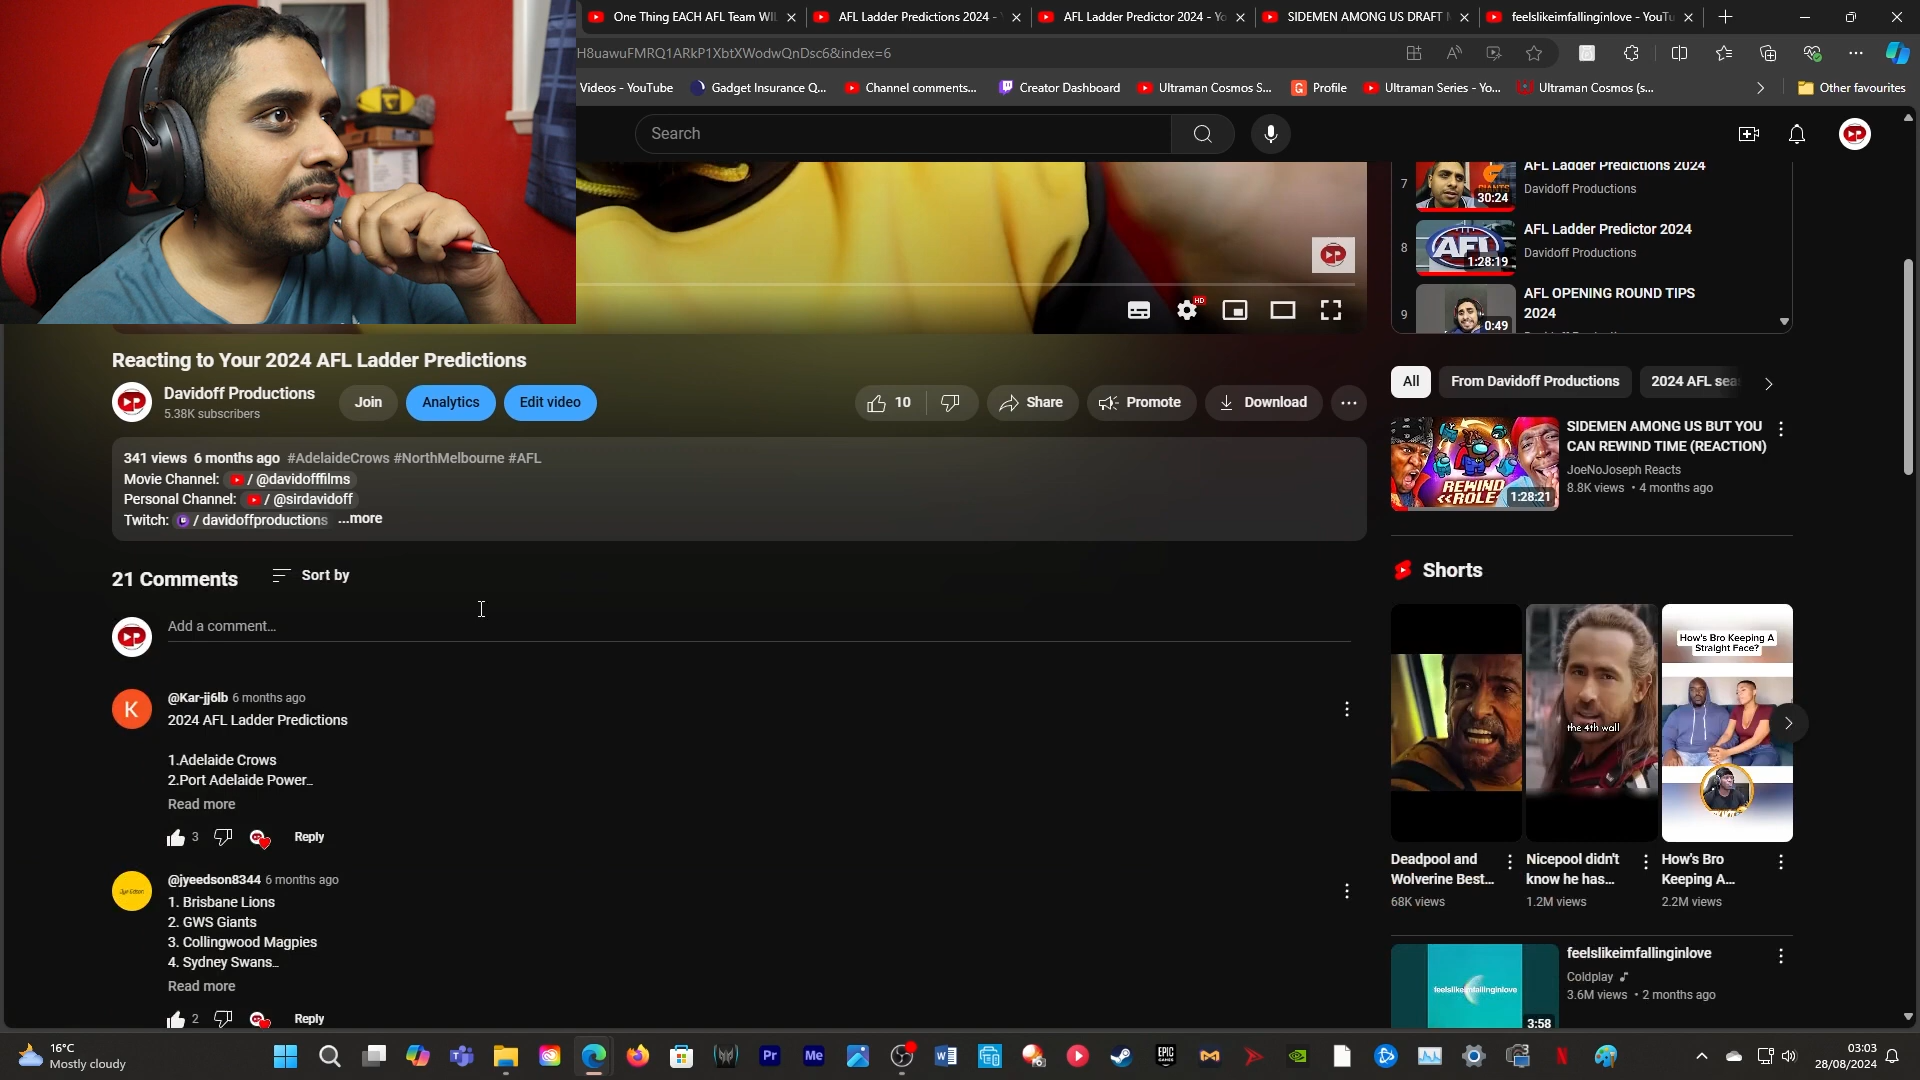 One Thing EACH AFL Team WIL
AFL Ladder Predictions 2024 -
AFL Ladder Predictor 2024 - Yo
SIDEMEN AMONG US DRAFT
feelslikeimfallinginlove - YouTu
H8uawuFMRQ1ARkP1XbtXWodwQnDsc6&index=6
Videos - YouTube
Gadget Insurance Q...
Channel comments...
Creator Dashboard
Ultraman Cosmos S...
Profile
Ultraman Series - Yo...
Ultraman Cosmos (s...
Other favourites
Search
7
30:24
AFL Ladder Predictions 2024
Davidoff Productions
8
AFL
1:28:19
AFL Ladder Predictor 2024
Davidoff Productions
9
0:49
AFL OPENING ROUND TIPS
2024
HD
Reacting to Your 2024 AFL Ladder Predictions
Davidoff Productions
5.38K subscribers
Join
Analytics
Edit video
10
Share
Promote
Download
341 views 6 months ago #AdelaideCrows #NorthMelbourne #AFL
Movie Channel: / @davidofffilms
Personal Channel: / @sirdavidoff
Twitch: / davidoffproductions ...more
21 Comments
Sort by
Add a comment...
K
@Kar-jj6lb 6 months ago
2024 AFL Ladder Predictions
1.Adelaide Crows
2.Port Adelaide Power...
Read more
3
Reply
@jyeedson8344 6 months ago
1. Brisbane Lions
2. GWS Giants
3. Collingwood Magpies
4. Sydney Swans...
Read more
2
Reply
All
From Davidoff Productions
2024 AFL sea
REWIND
ROLE
1:28:21
SIDEMEN AMONG US BUT YOU
CAN REWIND TIME (REACTION)
JoeNoJoseph Reacts
8.8K views • 4 months ago
Shorts
the 4th wall
How's Bro Keeping A
Straight Face?
Deadpool and
Wolverine Best...
68K views
Nicepool didn't
know he has...
1.2M views
How's Bro
Keeping A...
2.2M views
feelslikeimfallinginlove
3:58
feelslikeimfallinginlove
Coldplay
3.6M views • 2 months ago
16°C
Mostly cloudy
Pr
Me
EPIC
GAMES
03:03
28/08/2024